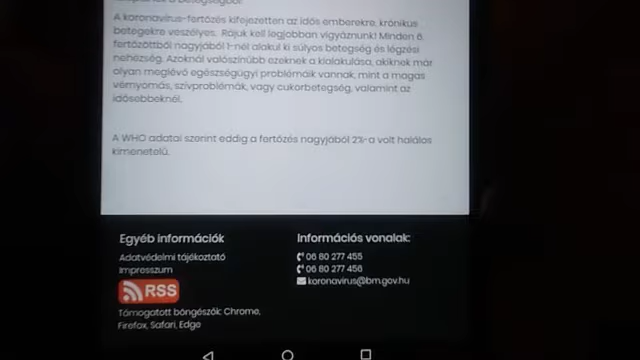 A koronavírus-fertőzés kifejezetten az idős emberekre, krónikus
betegekre veszélyes. Rájuk kell legjobban vigyáznunk! Minden 6.
fertőzöttből nagyjából 1-nél alakul ki súlyos betegség és légzési
nehézség. Azoknál valószínűbb ezeknek a kialakulása, akiknek már
olyan meglévő egészségügyi problémáik vannak, mint a magas
vérnyomás, szívproblémák, vagy cukorbetegség, valamint az
idősebbeknél.
A WHO adatai szerint eddig a fertőzés nagyjából 2%-a volt halálos
kimenetelű.
Egyéb információk
Adatvédelmi tájékoztató
Impresszum
RSS
Támogatott böngészők: Chrome,
Firefox, Safari, Edge
Információs vonalak:
06 80 277 455
06 80 277 456
koronavirus@bm.gov.hu